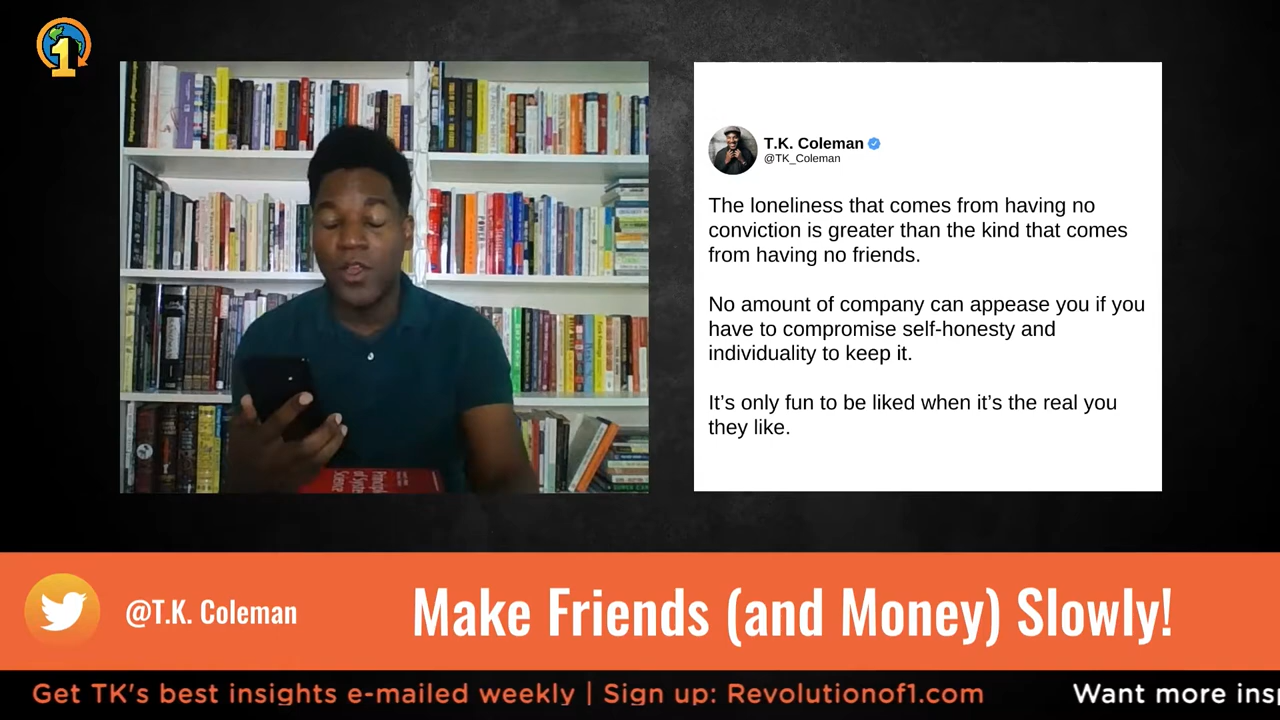 1
T.K. Coleman
@TK_Coleman
The loneliness that comes from having no
conviction is greater than the kind that comes
from having no friends.
No amount of company can appease you if you
have to compromise self-honesty and
individuality to keep it.
It’s only fun to be liked when it’s the real you
they like.
POWER
@T.K. Coleman
Make Friends (and Money) Slowly!
Get TK's best insights e-mailed weekly | Sign up: Revolutionof1.com
Want more insp